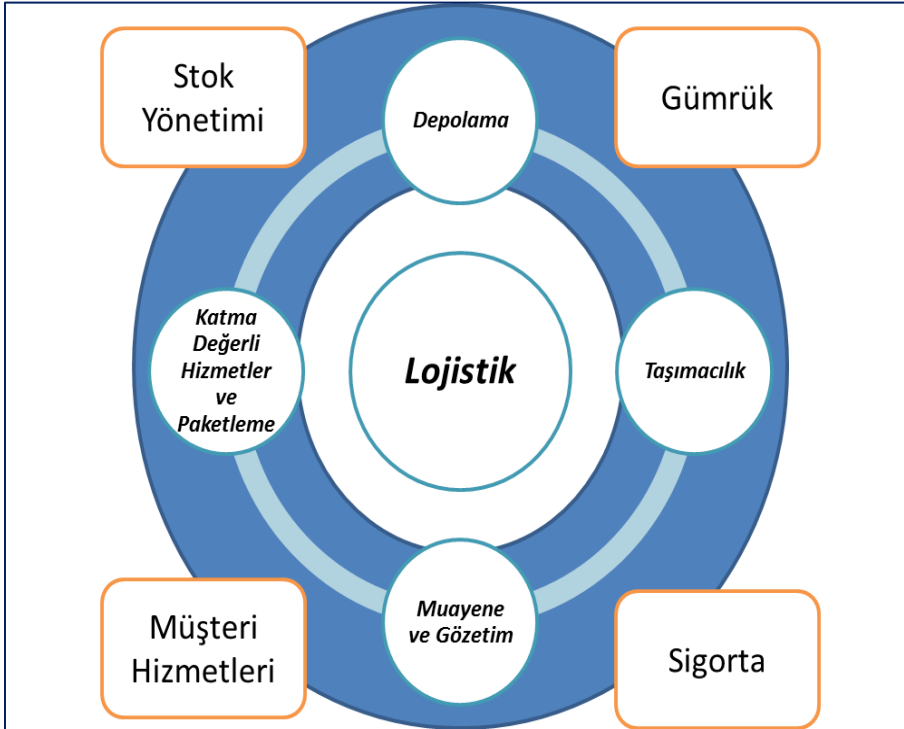 Stok
Yönetimi
Depolama
Gümrük
Katma
Değerli
Hizmetler
ve
Paketleme
Lojistik
Taşımacılık
Müşteri
Hizmetleri
Muayene
ve Gözetim
Sigorta